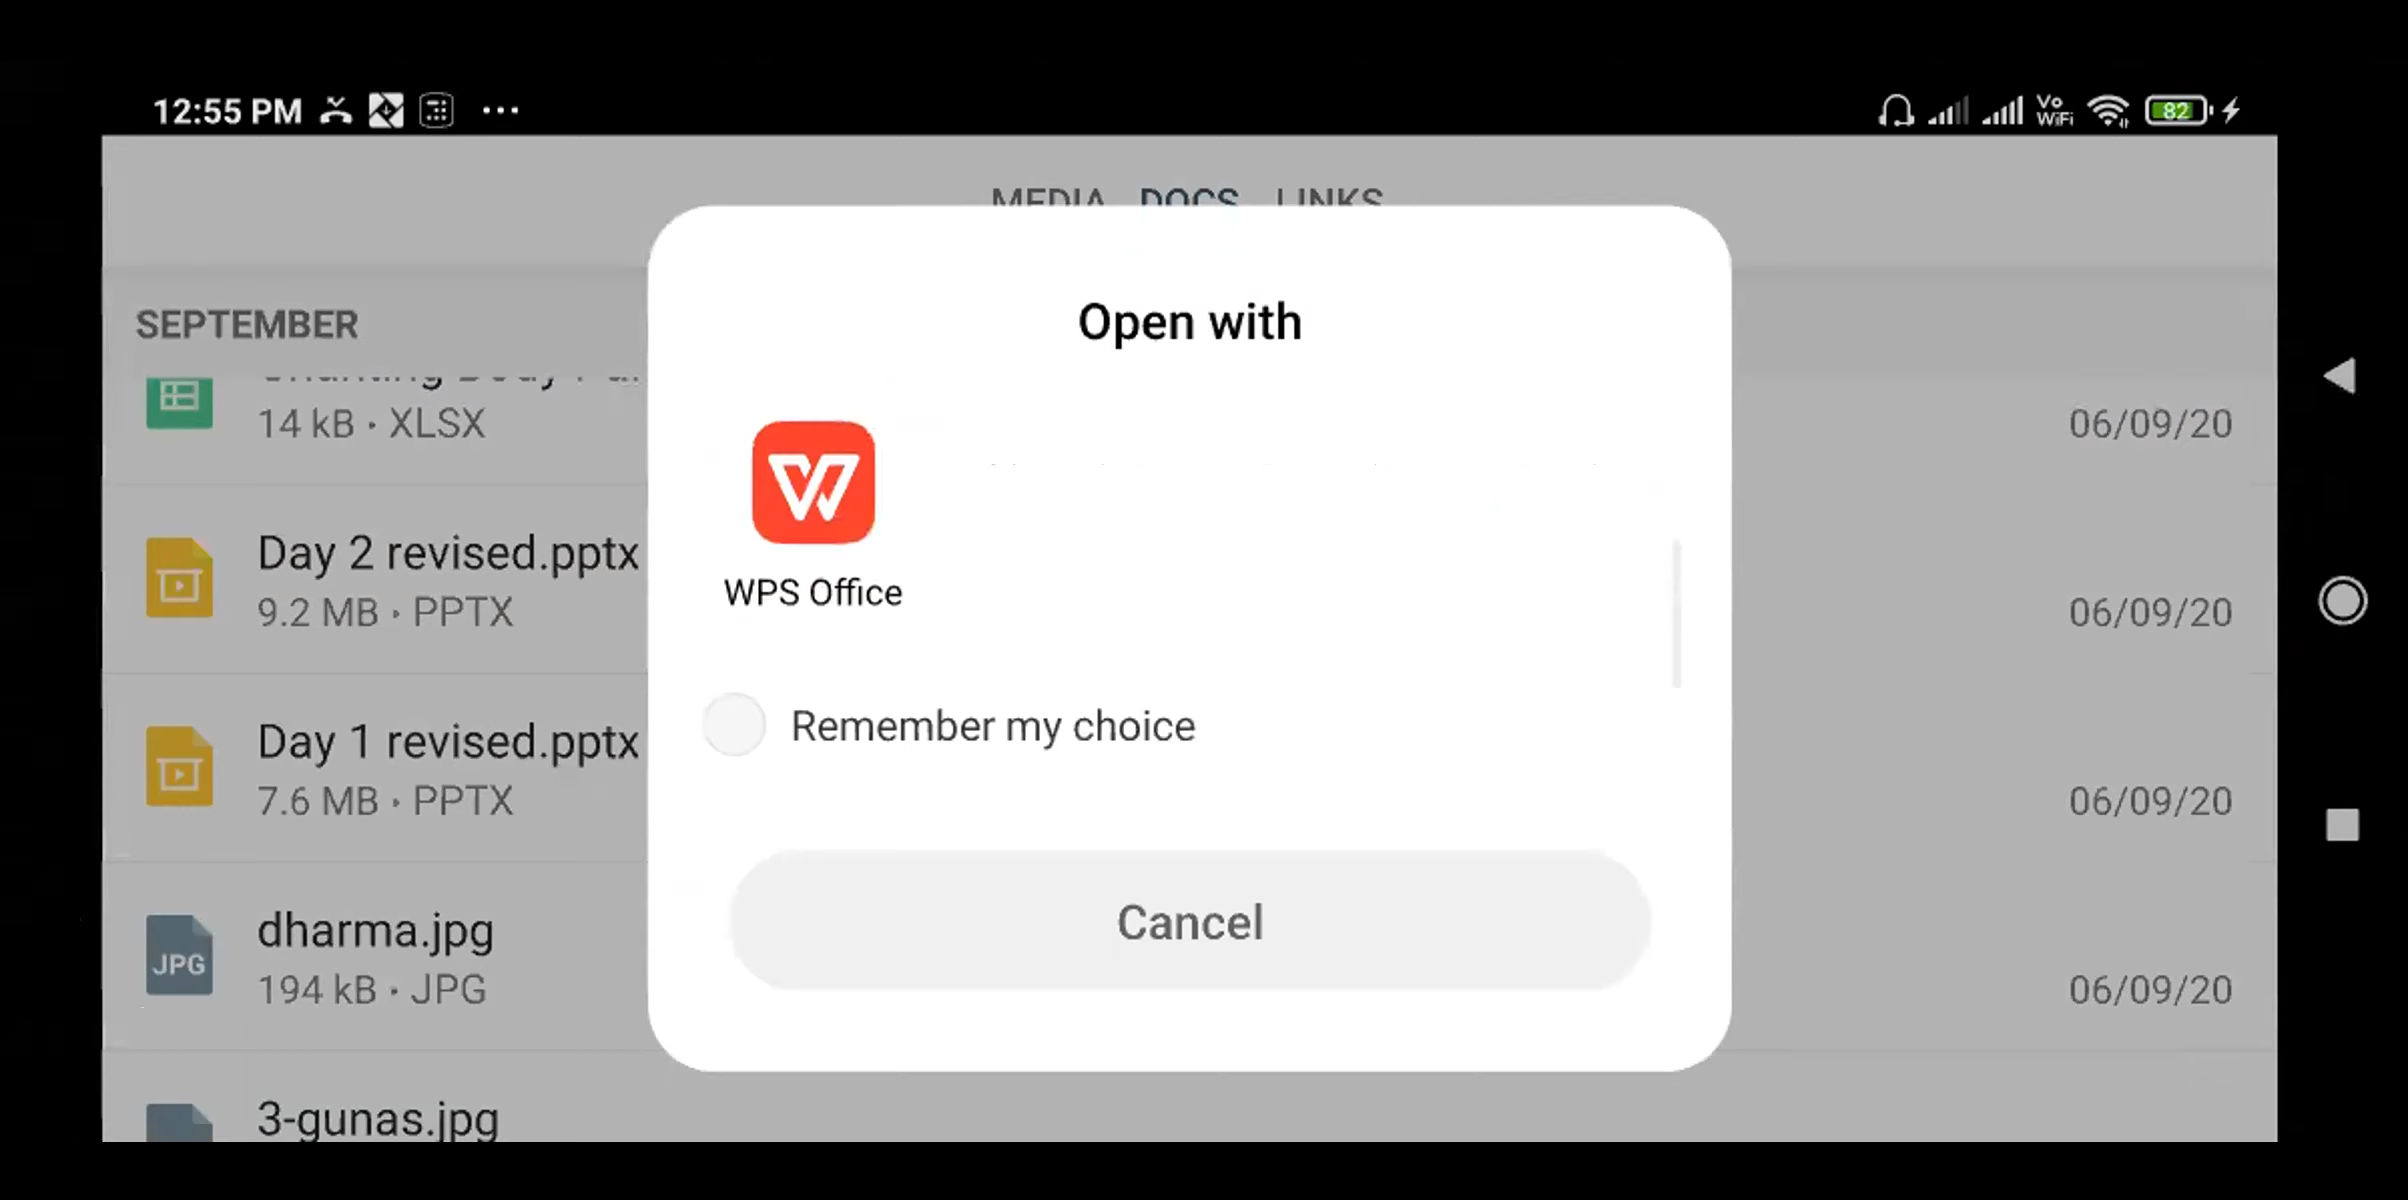 12:55 PM
Vo
WiFi
82
MEDIA DOCS LINKS
SEPTEMBER
14 kB • XLSX
06/09/20
Day 2 revised.pptx
9.2 MB • PPTX
06/09/20
Day 1 revised.pptx
7.6 MB • PPTX
06/09/20
JPG
dharma.jpg
194 kB • JPG
06/09/20
3-gunas.jpg
Open with
WPS Office
Remember my choice
Cancel